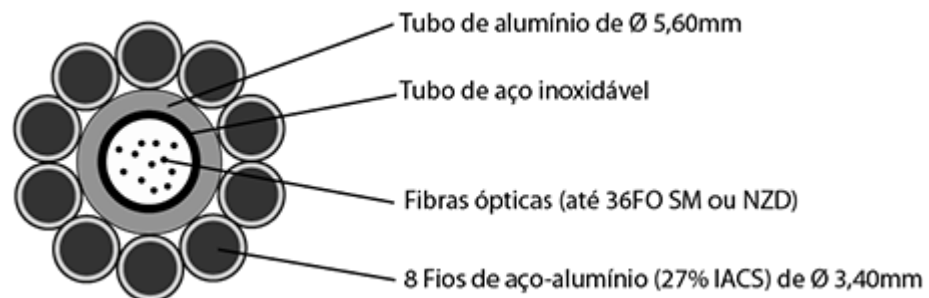 Tubo de alumínio de Ø 5,60mm
Tubo de aço inoxidável
Fibras ópticas (até 36FO SM ou NZD)
8 Fios de aço-alumínio (27% IACS) de Ø 3,40mm